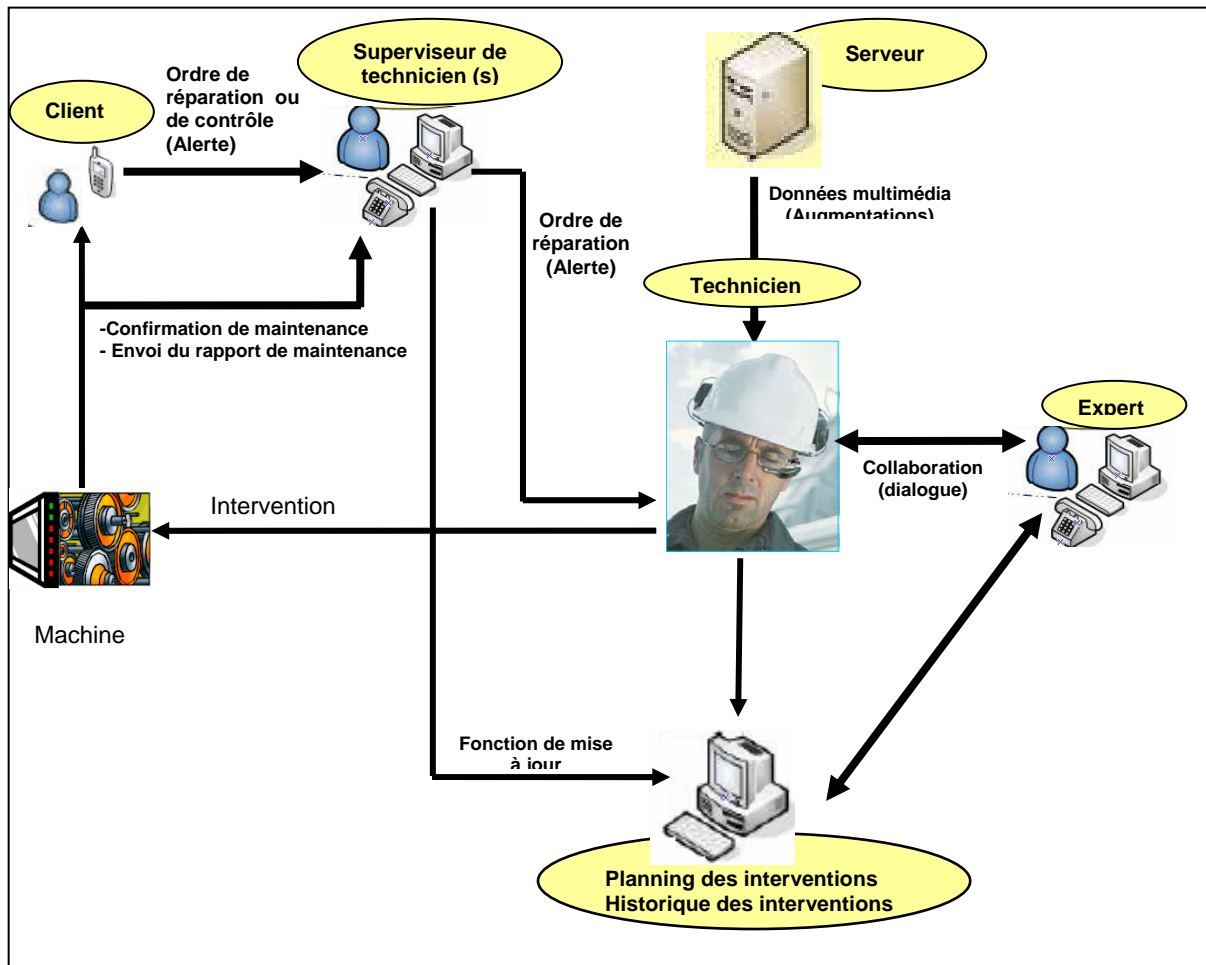 Superviseur de
technicien (s)
Serveur
Client
Ordre de
réparation ou
de contrôle
(Alerte)
Données multimédia
(Augmentations)
Ordre de
réparation
(Alerte)
Technicien
-Confirmation de maintenance
- Envoi du rapport de maintenance
Expert
Collaboration
(dialogue)
Intervention
Machine
Fonction de mise
à jour
Planning des interventions
Historique des interventions